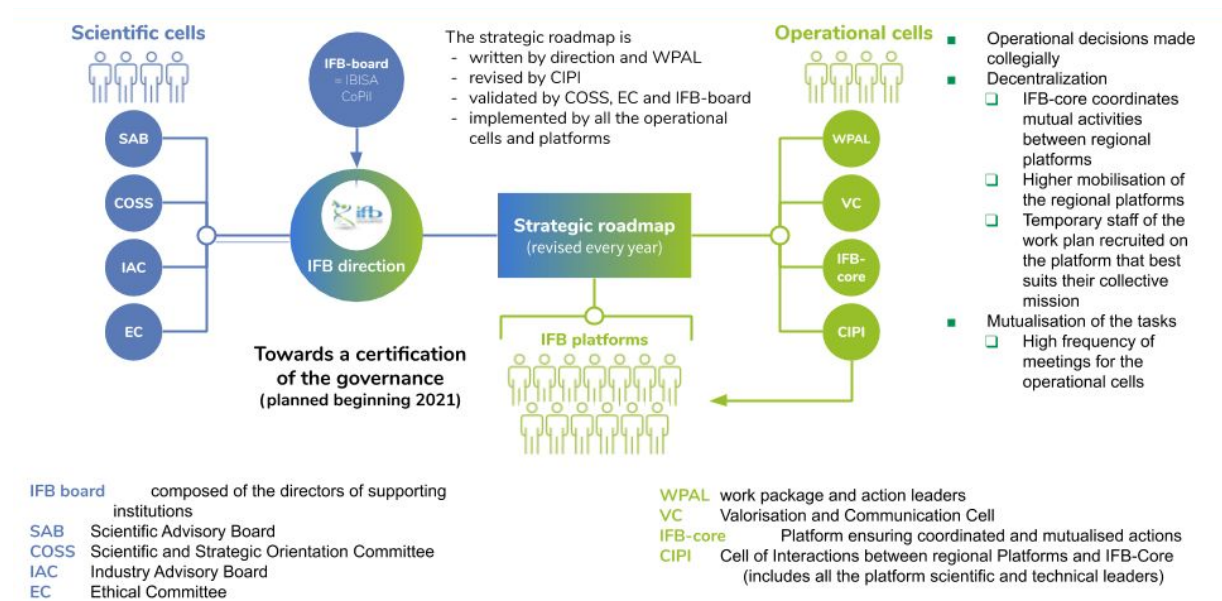 Scientific cells
SAB
COSS
IAC
EC
IFB-board
= IBISA
CoPil
ifb
IFB direction
Towards a certification
of the governance
(planned beginning 2021)
The strategic roadmap is
- written by direction and WPAL
- revised by CIPI
- validated by COSS, EC and IFB-board
- implemented by all the operational
cells and platforms
Strategic roadmap
(revised every year)
IFB platforms
Operational cells
WPAL
VC
IFB-
core
CIPI
Operational decisions made
collegially
Decentralization
IFB-core coordinates
mutual activities
between regional
platforms
Higher mobilisation of
the regional platforms
Temporary staff of the
work plan recruited on
the platform that best
suits their collective
mission
Mutualisation of the tasks
High frequency of
meetings for the
operational cells
IFB board composed of the directors of supporting
institutions
SAB Scientific Advisory Board
COSS Scientific and Strategic Orientation Committee
IAC Industry Advisory Board
EC Ethical Committee
WPAL work package and action leaders
VC Valorisation and Communication Cell
IFB-core Platform ensuring coordinated and mutualised actions
CIPI Cell of Interactions between regional Platforms and IFB-Core
(includes all the platform scientific and technical leaders)